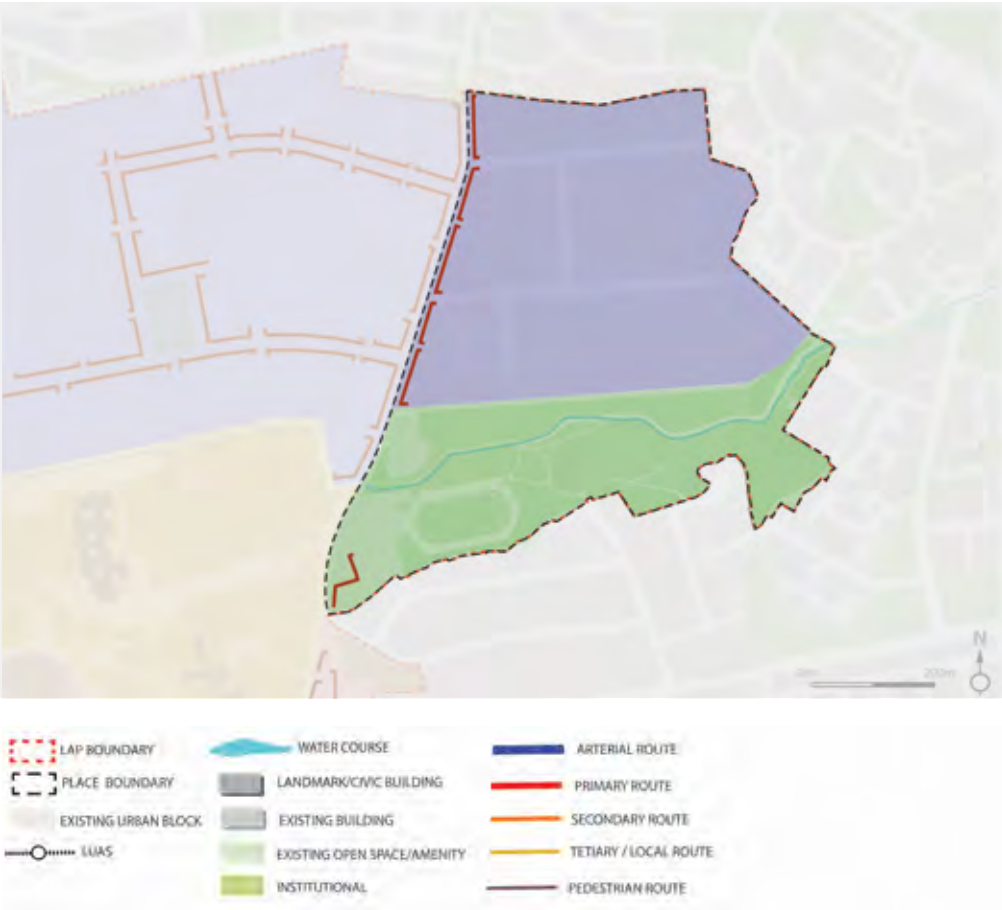 N
0m 200m
LAP BOUNDARY
PLACE BOUNDARY
EXISTING URBAN BLOCK
LUAS
WATER COURSE
LANDMARK/CIVIC BUILDING
EXISTING BUILDING
EXISTING OPEN SPACE/AMENITY
INSTITUTIONAL
ARTERIAL ROUTE
PRIMARY ROUTE
SECONDARY ROUTE
TETIARY / LOCAL ROUTE
PEDESTRIAN ROUTE